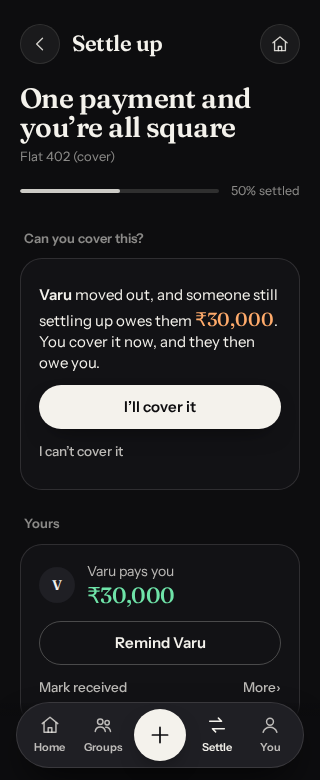 Settle up
One payment and
you’re all square
Flat 402 (cover)
50% settled
Can you cover this?
Varu moved out, and someone still
settling up owes them ₹30,000.
You cover it now, and they then
owe you.
I’ll cover it
I can’t cover it
Yours
V
Varu pays you
₹30,000
Remind Varu
Mark received
More›
Home
Groups
Settle
You